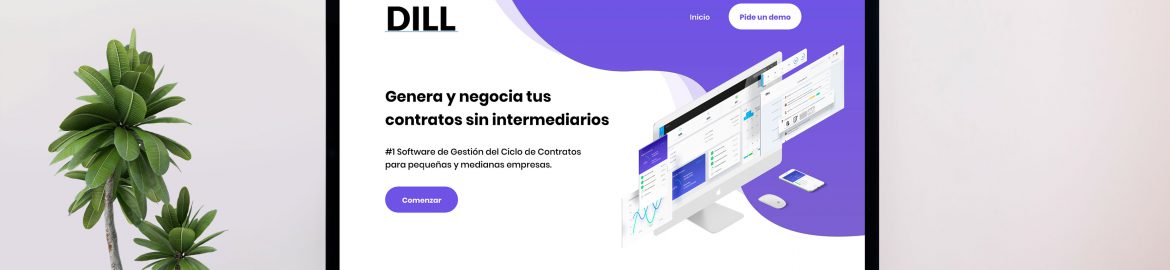 DILL
Inicio
Pide un demo
Genera y negocia tus
contratos sin intermediarios
#1 Software de Gestión del Ciclo de Contratos
para pequeñas y medianas empresas.
Comenzar